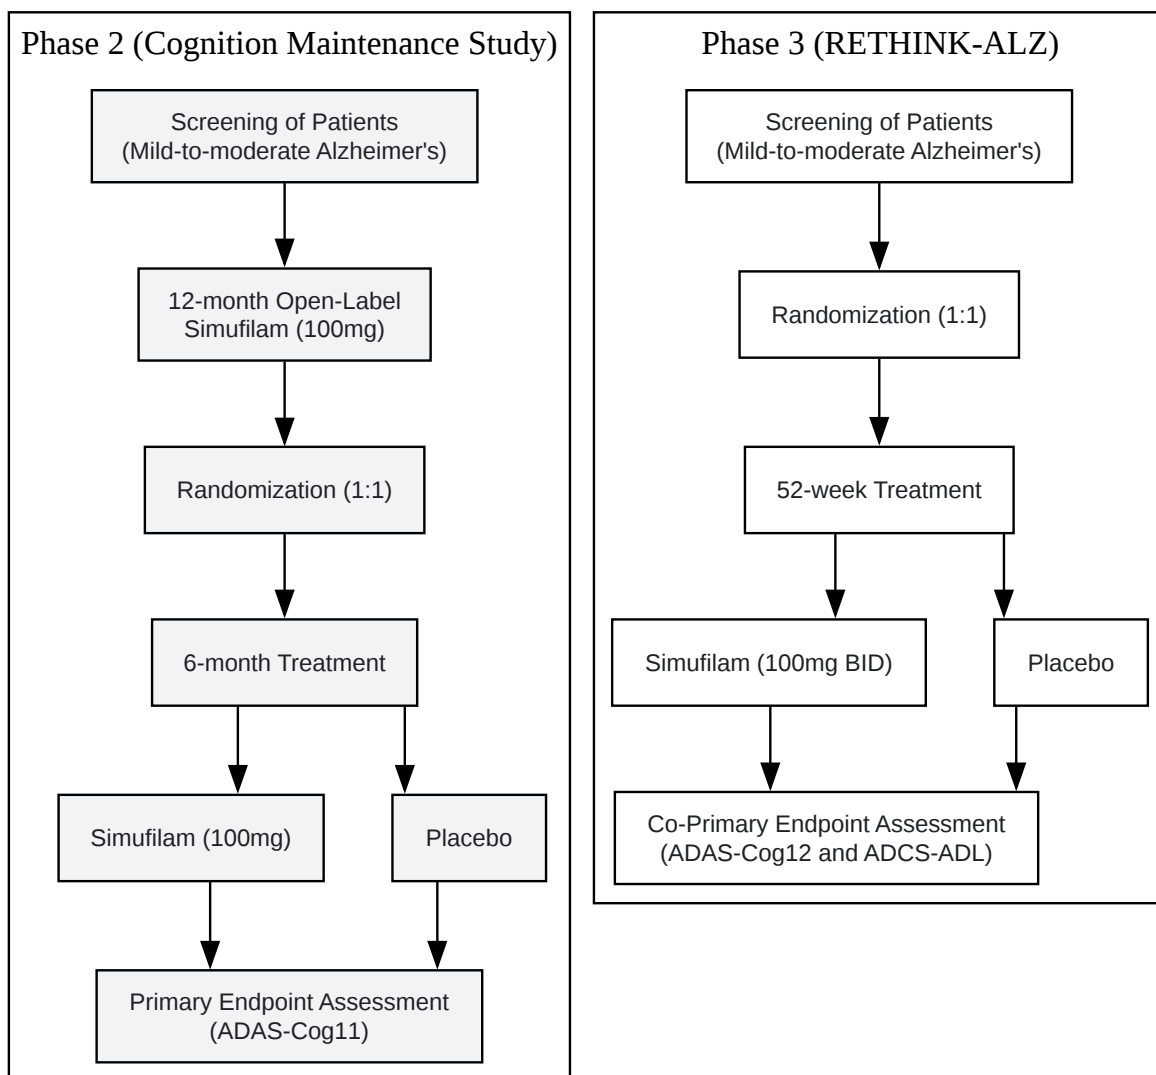 Phase 2 (Cognition Maintenance Study)
Screening of Patients
(Mild-to-moderate Alzheimer's)
12-month Open-Label
Simufilam (100mg)
Randomization (1:1)
6-month Treatment
Simufilam (100mg)
Placebo
Primary Endpoint Assessment
(ADAS-Cog11)
Phase 3 (RETHINK-ALZ)
Screening of Patients
(Mild-to-moderate Alzheimer's)
Randomization (1:1)
52-week Treatment
Simufilam (100mg BID)
Placebo
Co-Primary Endpoint Assessment
(ADAS-Cog12 and ADCS-ADL)